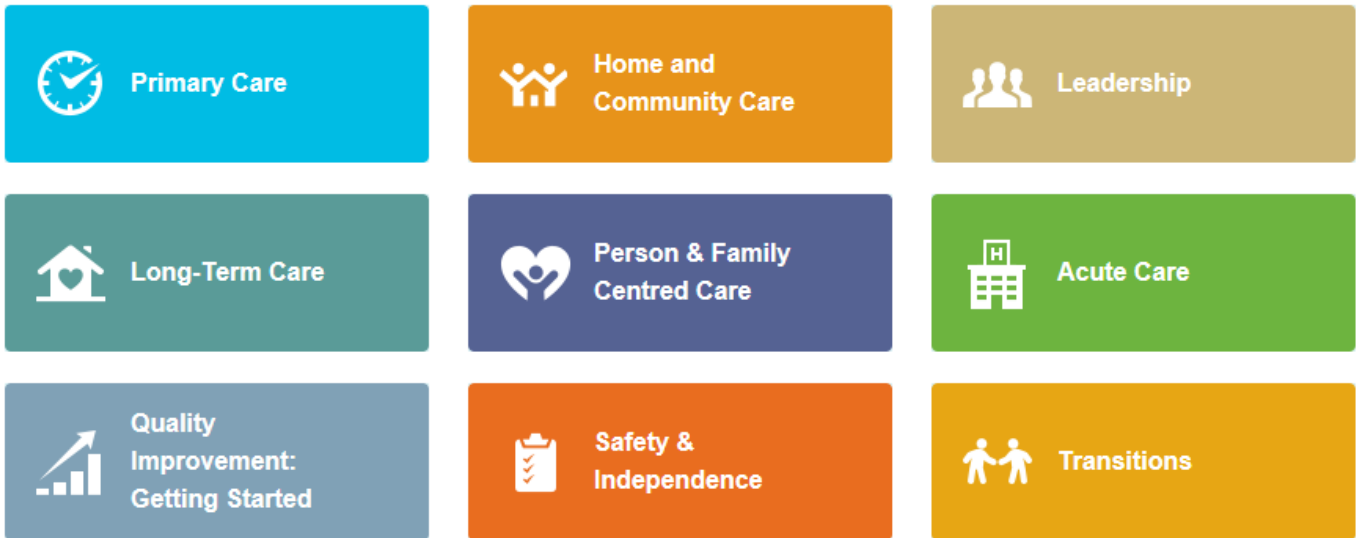 Primary Care
Home and
Community Care
Leadership
Long-Term Care
Person & Family
Centred Care
H
Acute Care
Quality
Improvement:
Getting Started
Safety &
Independence
Transitions